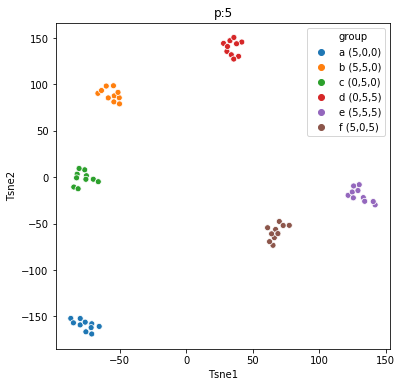 p:5
group
a (5,0,0)
b (5,5,0)
c (0,5,0)
d (0,5,5)
e (5,5,5)
f (5,0,5)
150
100
50
0
−50
−100
−150
Tsne2
−50
0
50
100
150
Tsne1